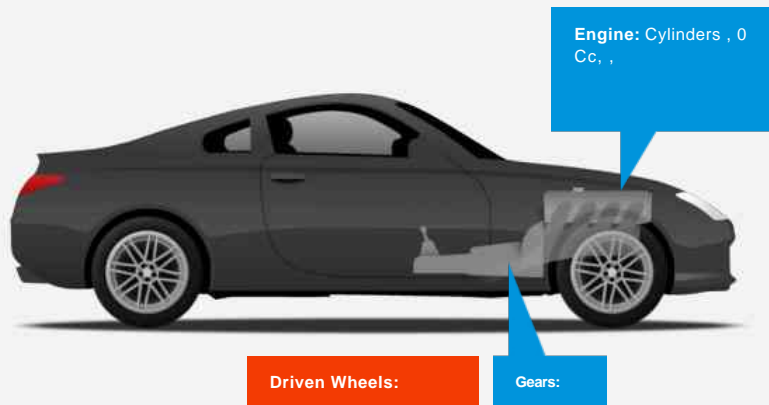 Engine: Cylinders , 0
Cc, ,
Driven Wheels:
Gears: